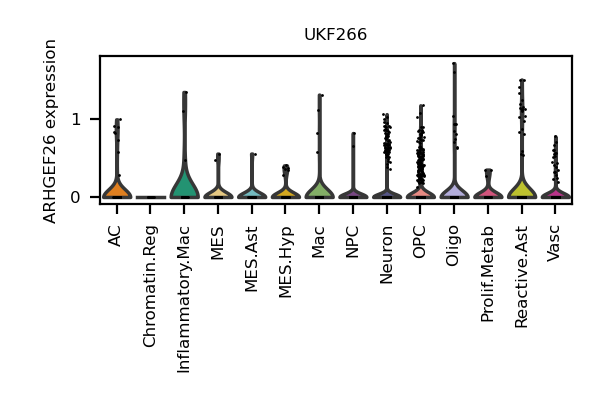 UKF266
ARHGEF26 expression
1
0
AC
Chromatin.Reg
Inflammatory.Mac
MES
MES.Ast
MES.Hyp
Mac
NPC
Neuron
OPC
Oligo
Prolif.Metab
Reactive.Ast
Vasc